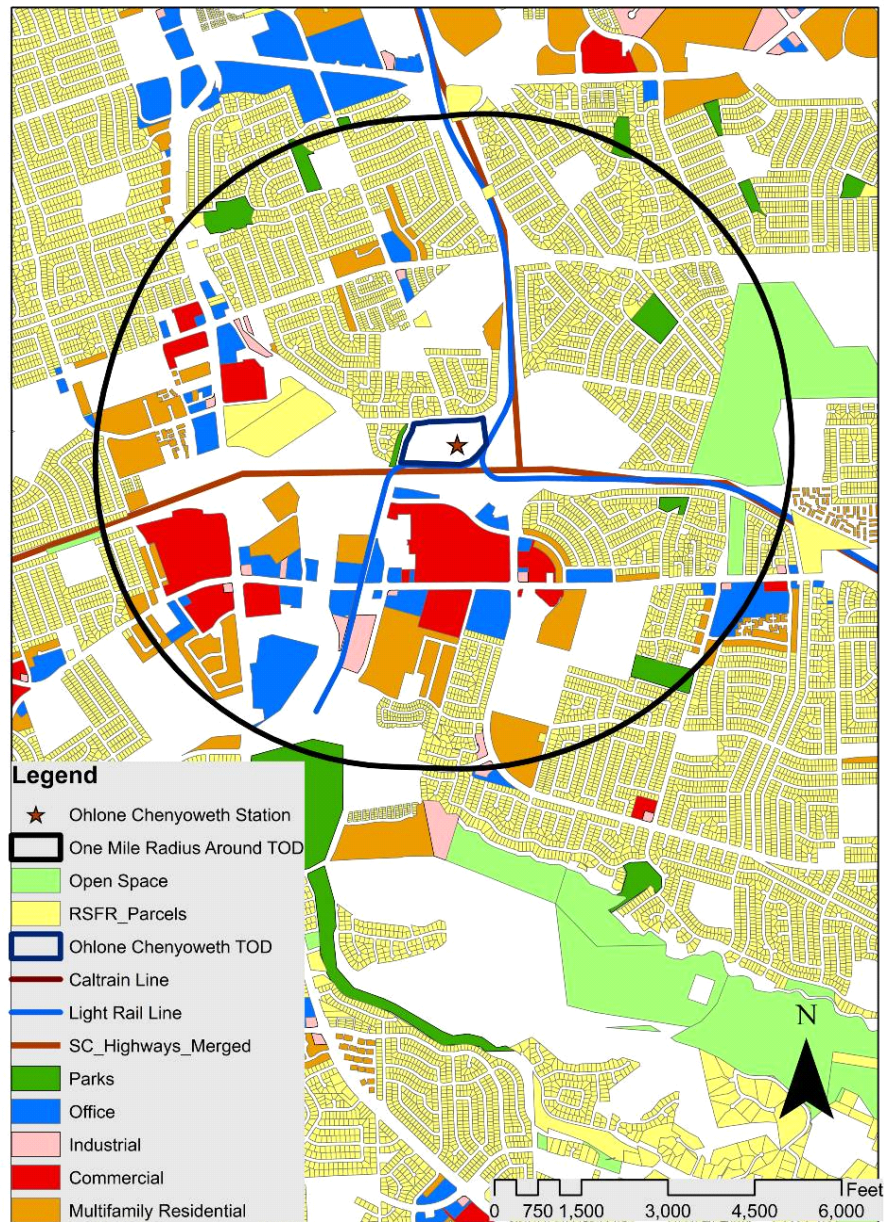 Legend
Ohlone Chenyoweth Station
One Mile Radius Around TOD
Open Space
RSFR_Parcels
Ohlone Chenyoweth TOD
Caltrain Line
Light Rail Line
SC_Highways_Merged
Parks
Office
Industrial
Commercial
Multifamily Residential
N
Feet
0 750 1,500 3,000 4,500 6,000